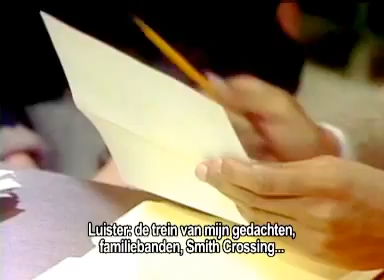 Luister: de trein van mijn gedachten,
familiebanden, Smith Crossing...